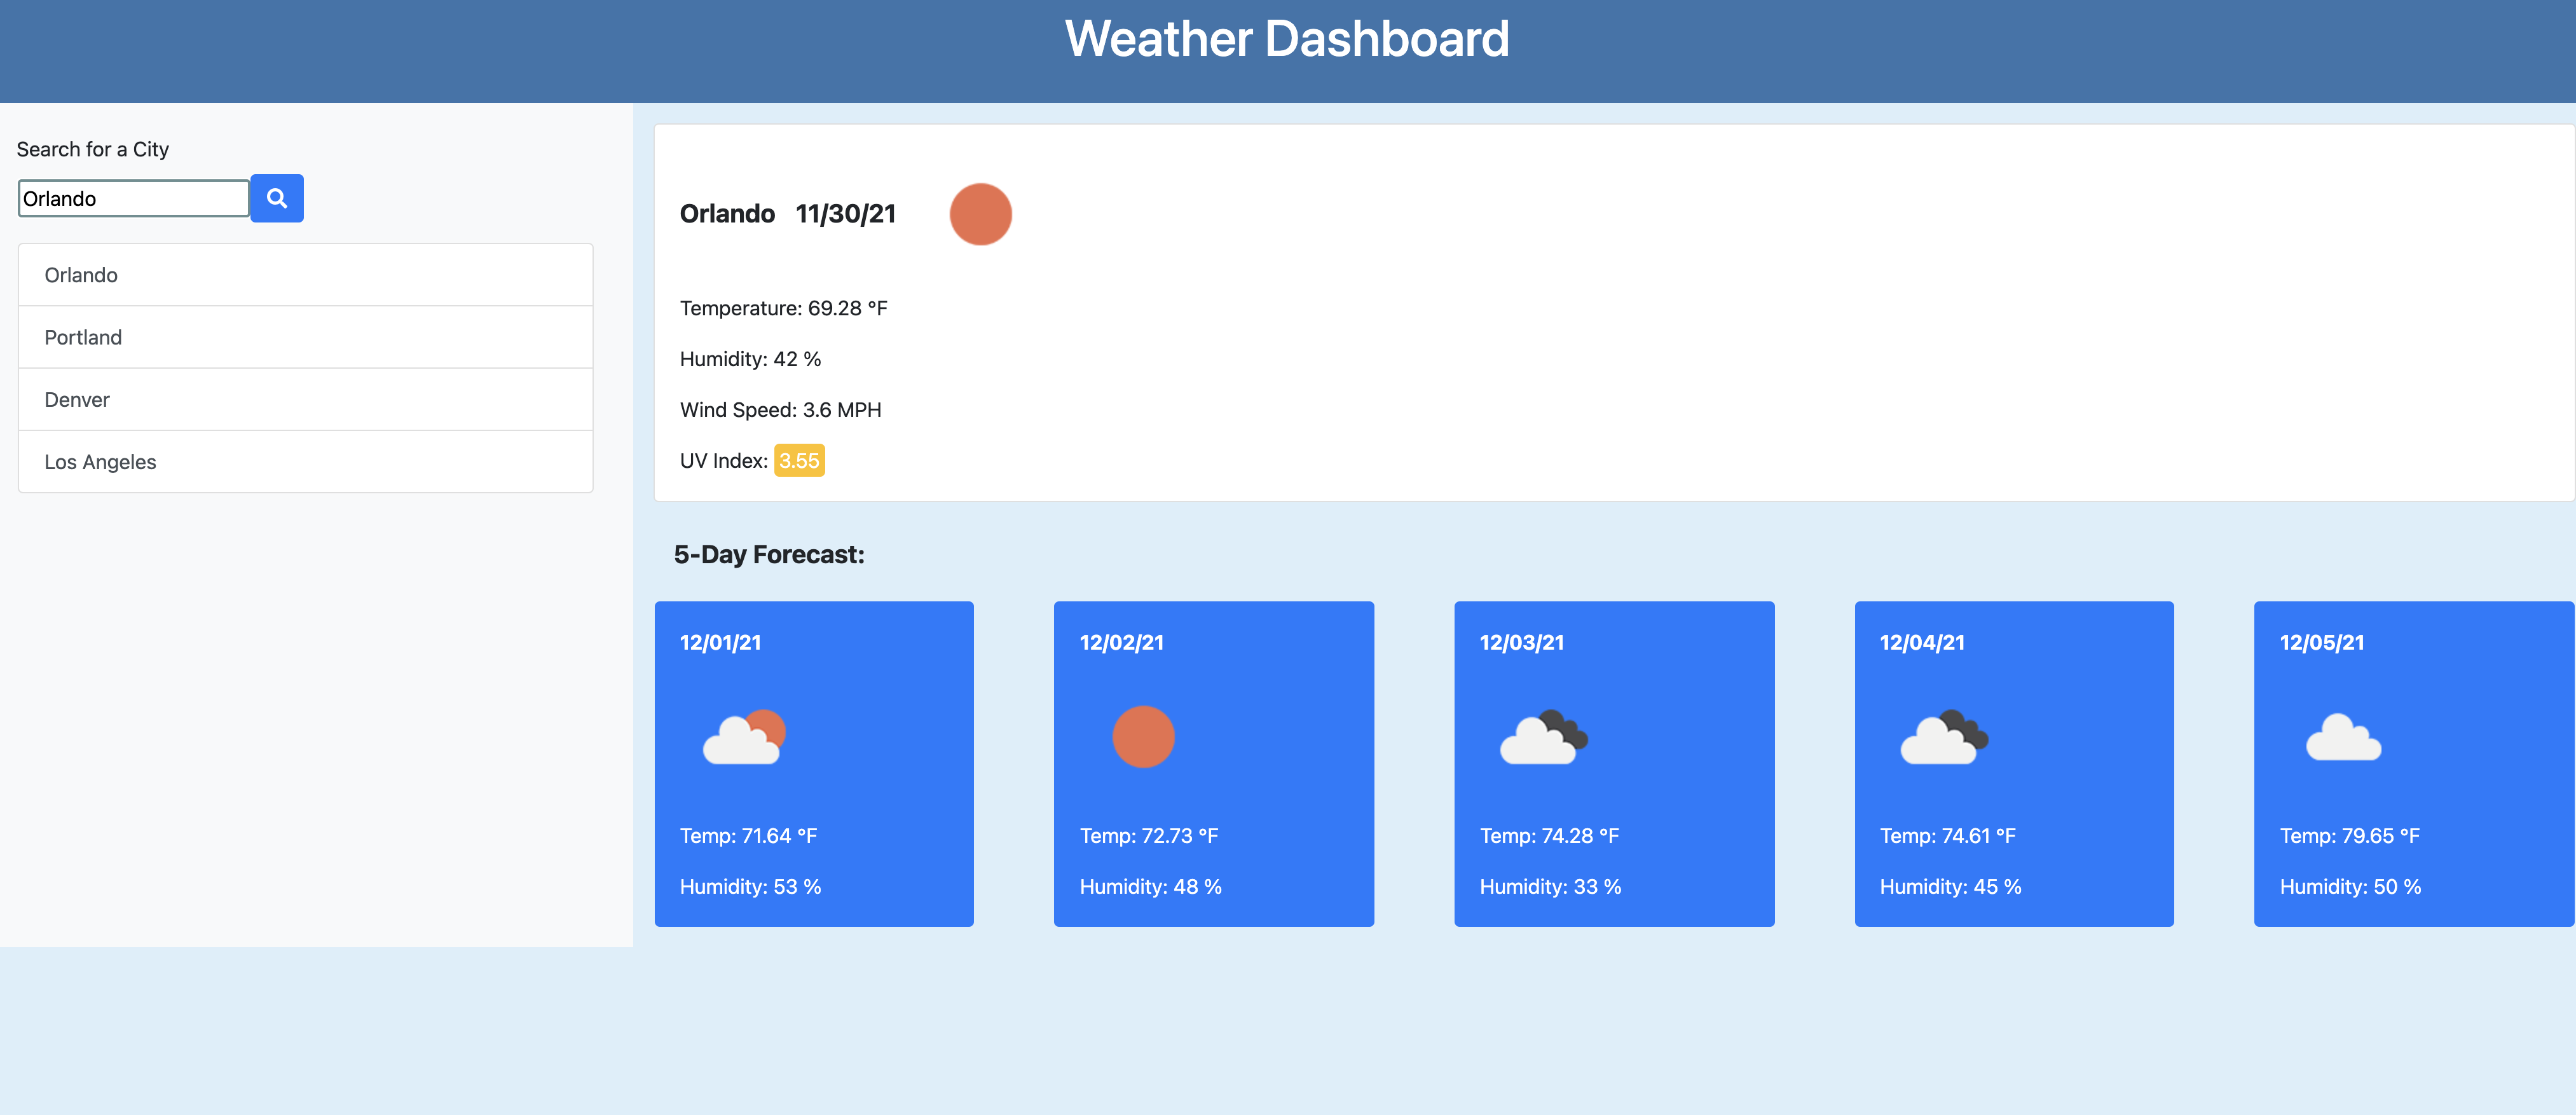 Weather Dashboard
Search for a City
Orlando
Orlando
Portland
Denver
Los Angeles
Orlando 11/30/21
Temperature: 69.28 °F
Humidity: 42 %
Wind Speed: 3.6 MPH
UV Index: 3.55
5-Day Forecast:
12/01/21
Temp: 71.64 °F
Humidity: 53 %
12/02/21
Temp: 72.73 °F
Humidity: 48 %
12/03/21
Temp: 74.28 °F
Humidity: 33 %
12/04/21
Temp: 74.61 °F
Humidity: 45 %
12/05/21
Temp: 79.65 °F
Humidity: 50 %